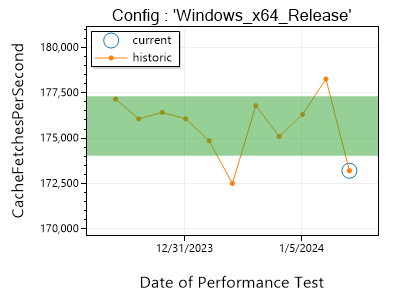 Config : 'Windows_x64_Release'
current
historic
CacheFetchesPerSecond
180,000
177,500
175,000
172,500
170,000
12/31/2023
1/5/2024
Date of Performance Test